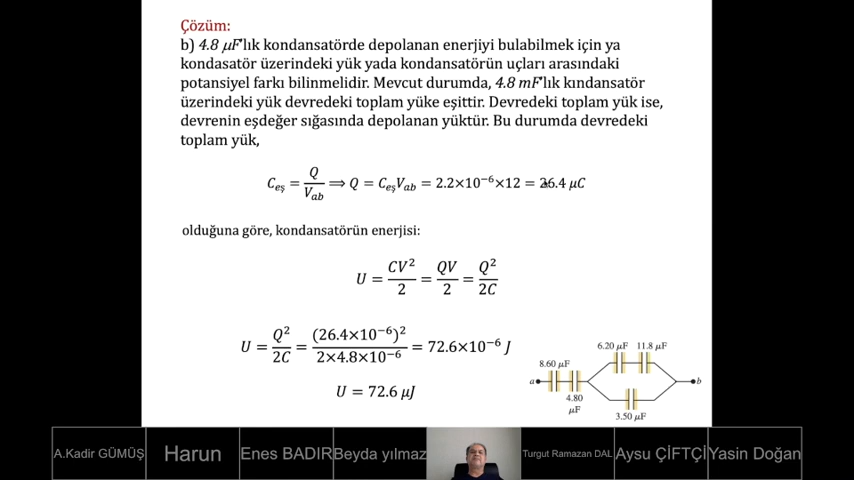 Çözüm:
b) 4.8 μF'lık kondansatörde depolanan enerjiyi bulabilmek için ya
kondasatör üzerindeki yük yada kondansatörün uçları arasındaki
potansiyel farkı bilinmelidir. Mevcut durumda, 4.8 mF'lık kındansatör
üzerindeki yük devredeki toplam yüke eşittir. Devredeki toplam yük ise,
devrenin eşdeğer sığasında depolanan yüktür. Bu durumda devredeki
toplam yük,
C_eş = Q/V_ab ⟹ Q = C_eş V_ab = 2.2×10⁻⁶×12 = 26.4 μC
olduğuna göre, kondansatörün enerjisi:
U = CV²/2 = QV/2 = Q²/2C
U = Q²/2C = (26.4×10⁻⁶)²/2×4.8×10⁻⁶ = 72.6×10⁻⁶ J
U = 72.6 μJ
6.20 μF 11.8 μF
8.60 μF
a
b
4.80
μF
3.50 μF
A.Kadir GÜMÜŞ
Harun
Enes BADIR
Beyda yılmaz
Turgut Ramazan DAL
Aysu ÇİFTÇİ
Yasin Doğan